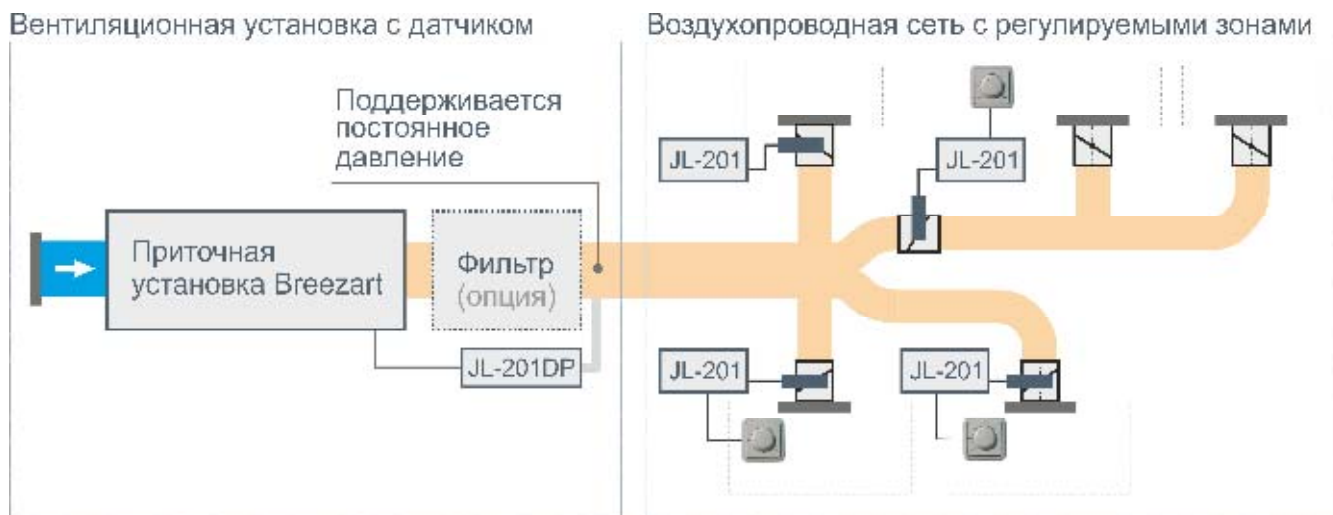 Вентиляционная установка с датчиком
Воздухопроводная сеть с регулируемыми зонами
Поддерживается
постоянное
давление
JL-201
JL-201
Приточная
установка Breezart
Фильтр
(опция)
JL-201DP
JL-201
JL-201